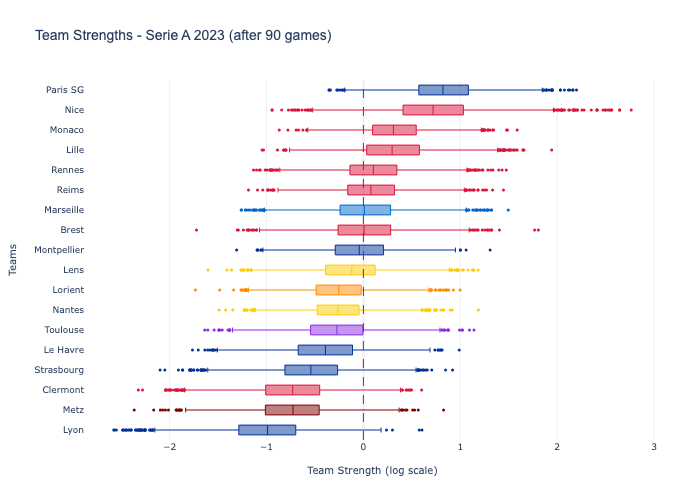 Team Strengths - Serie A 2023 (after 90 games)
Teams
Paris SG
Nice
Monaco
Lille
Rennes
Reims
Marseille
Brest
Montpellier
Lens
Lorient
Nantes
Toulouse
Le Havre
Strasbourg
Clermont
Metz
Lyon
−2 −1 0 1 2 3
Team Strength (log scale)